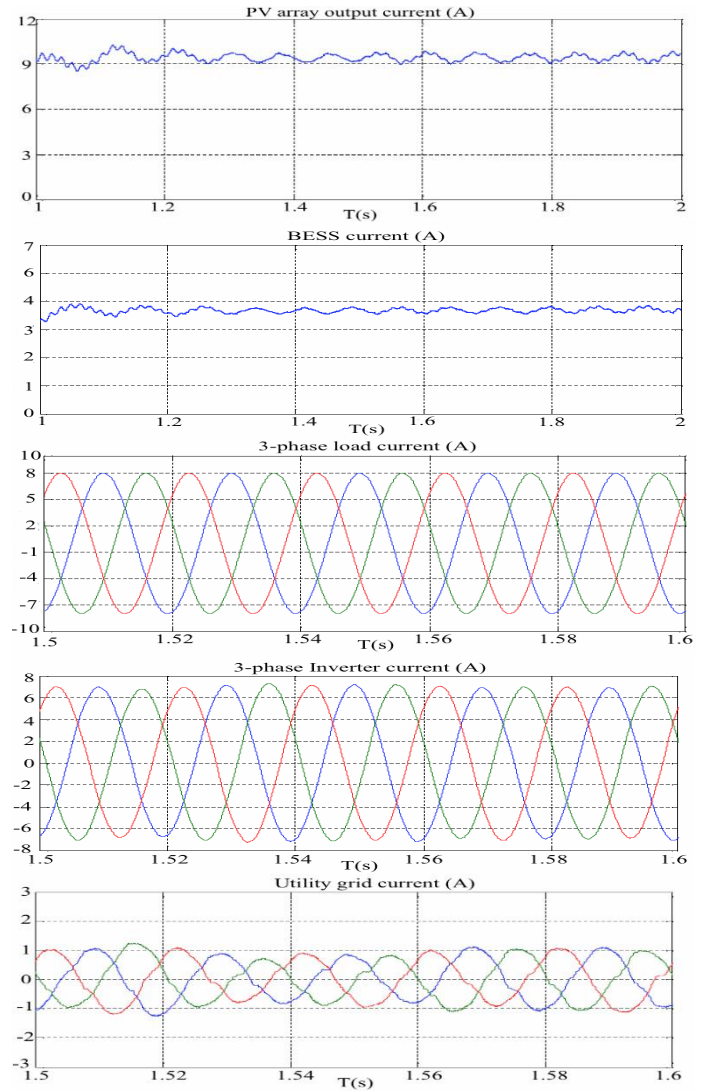 PV array output current (A)
12
9
6
3
0
1 1.2 1.4 1.6 1.8 2
T(s)
BESS current (A)
7
6
5
4
3
2
1
0
1 1.2 1.4 1.6 1.8 2
T(s)
3-phase load current (A)
10
8
5
2
-1
-4
-7
-10
1.5 1.52 1.54 1.56 1.58 1.6
T(s)
3-phase Inverter current (A)
8
6
4
2
0
-2
-4
-6
-8
1.5 1.52 1.54 1.56 1.58 1.6
T(s)
Utility grid current (A)
3
2
1
0
-1
-2
-3
1.5 1.52 1.54 1.56 1.58 1.6
T(s)